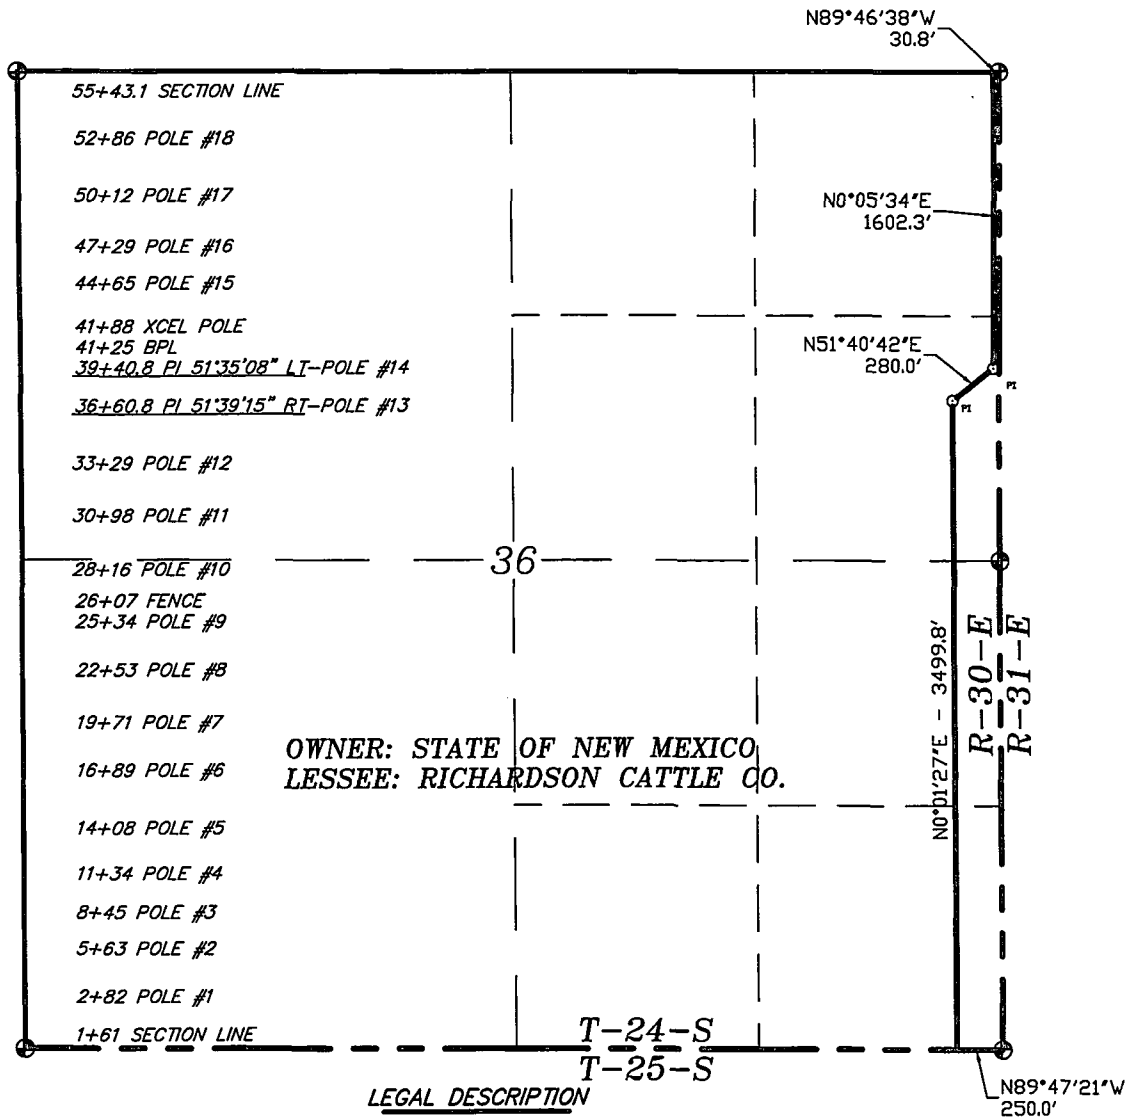 N89°46'38"W
30.8'
55+43.1 SECTION LINE
52+86 POLE #18
50+12 POLE #17
N0°05'34"E
1602.3'
47+29 POLE #16
44+65 POLE #15
41+88 XCEL POLE
41+25 BPL
N51°40'42"E
280.0'
39+40.8 PI 51°35'08" LT-POLE #14
PI
36+60.8 PI 51°39'15" RT-POLE #13
PI
33+29 POLE #12
30+98 POLE #11
36
28+16 POLE #10
26+07 FENCE
25+34 POLE #9
22+53 POLE #8
19+71 POLE #7
N0°01'27"E - 3499.8'
R-30-E
R-31-E
OWNER: STATE OF NEW MEXICO
LESSEE: RICHARDSON CATTLE CO.
16+89 POLE #6
14+08 POLE #5
11+34 POLE #4
8+45 POLE #3
5+63 POLE #2
2+82 POLE #1
1+61 SECTION LINE
T-24-S
T-25-S
N89°47'21"W
250.0'
LEGAL DESCRIPTION